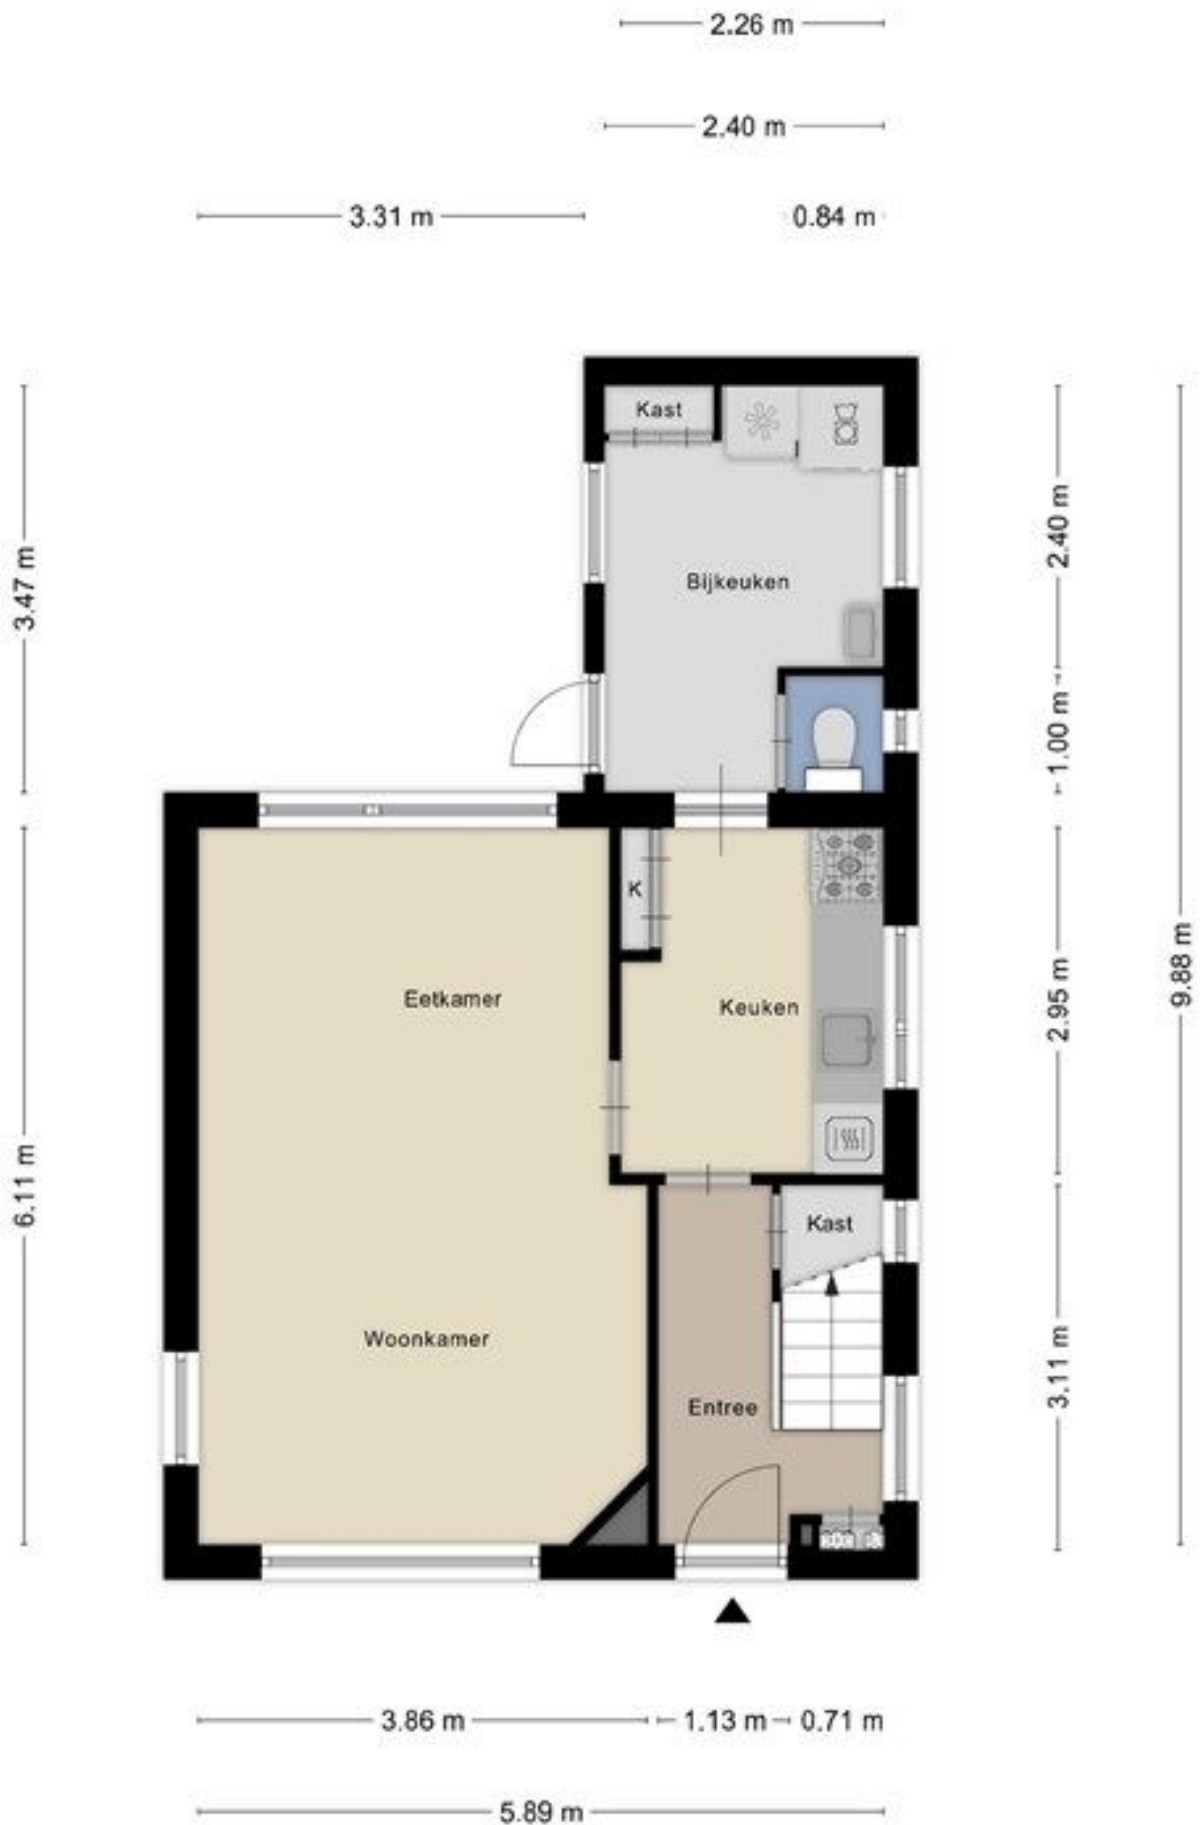 2.26 m
2.40 m
3.31 m
0.84 m
Kast
2.40 m
3.47 m
Bijkeuken
1.00 m
K
Eetkamer
Keuken
2.95 m
9.88 m
6.11 m
Kast
Woonkamer
3.11 m
Entree
3.86 m
1.13 m
0.71 m
5.89 m